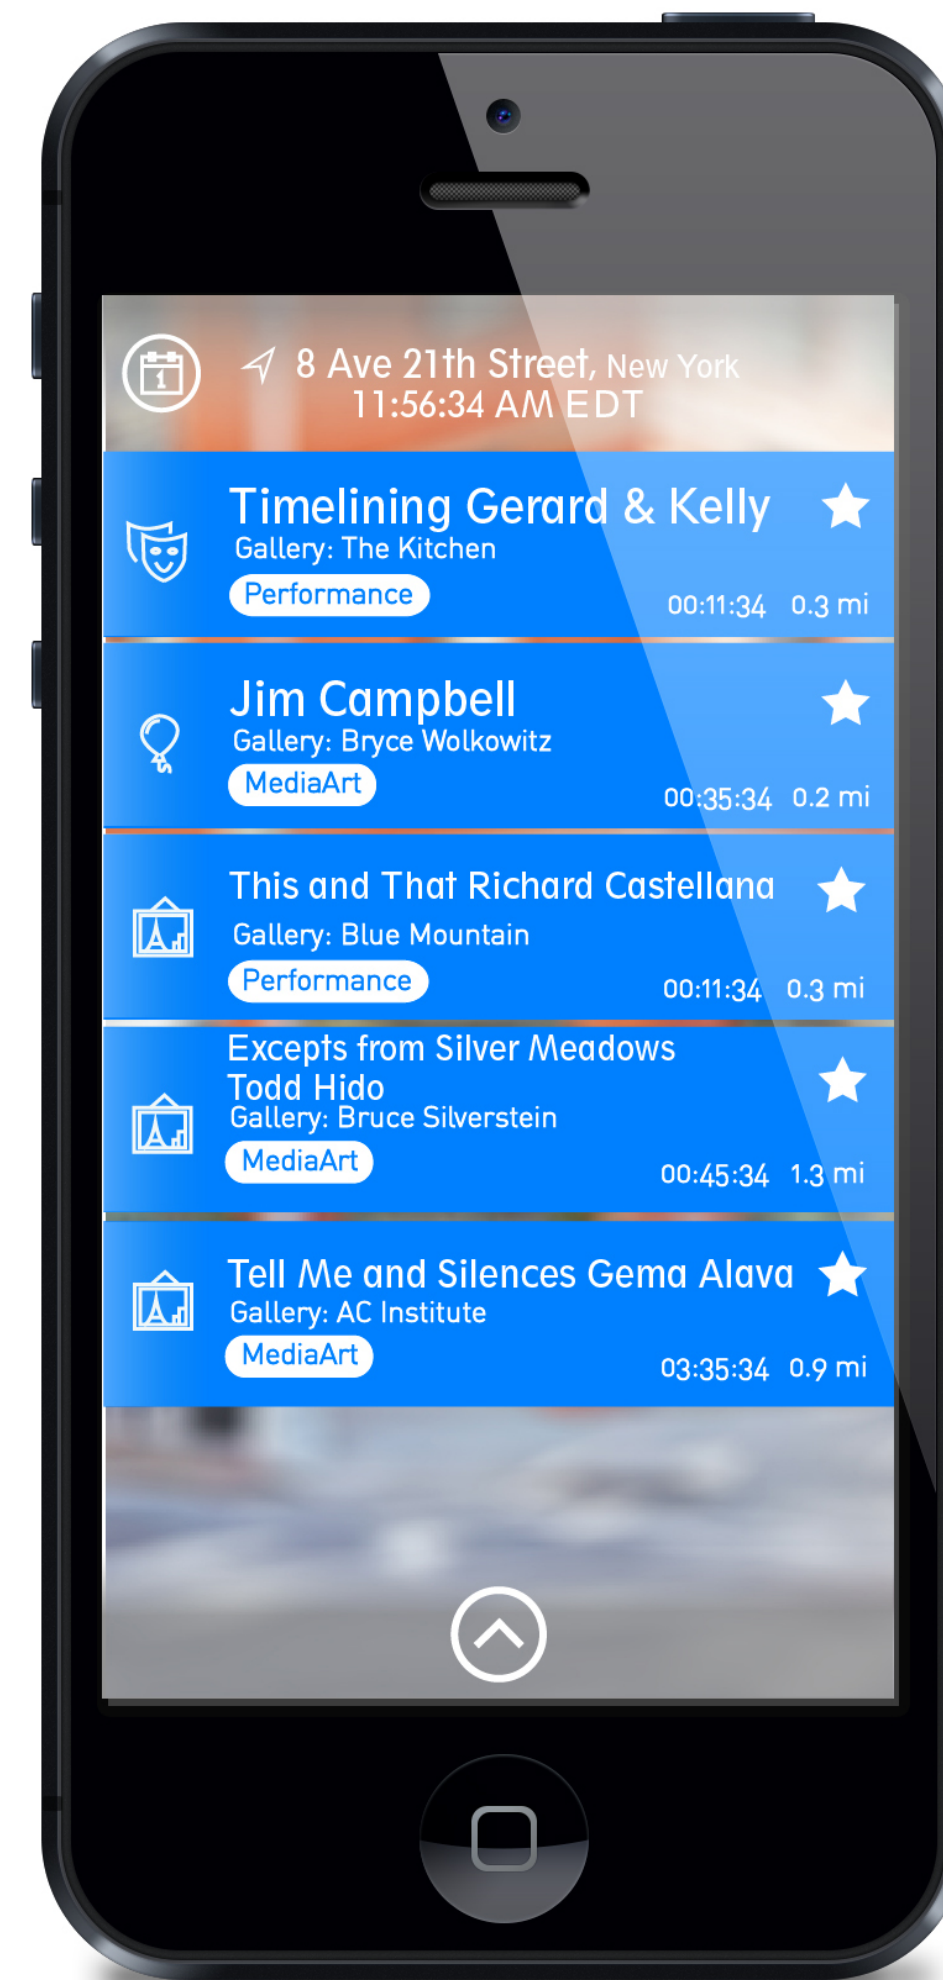 1
8 Ave 21th Street, New York
11:56:34 AM EDT
Timelining Gerard & Kelly
Gallery: The Kitchen
Performance
00:11:34 0.3 mi
Jim Campbell
Gallery: Bryce Wolkowitz
MediaArt
00:35:34 0.2 mi
This and That Richard Castellana
Gallery: Blue Mountain
Performance
00:11:34 0.3 mi
Excepts from Silver Meadows
Todd Hido
Gallery: Bruce Silverstein
MediaArt
00:45:34 1.3 mi
Tell Me and Silences Gema Alava
Gallery: AC Institute
MediaArt
03:35:34 0.9 mi